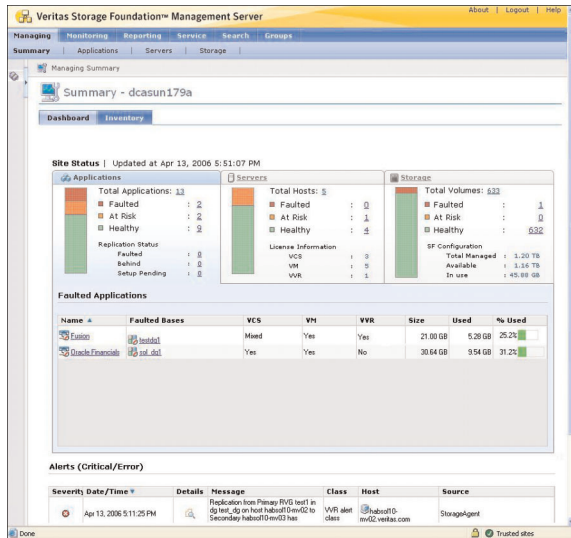 Veritas Storage Foundation™ Management Server
About | Logout | Help
Managing Monitoring Reporting Service Search Groups
Summary | Applications | Servers | Storage |
Managing Summary
Summary - dcasun179a
Dashboard Inventory
Site Status | Updated at Apr 13, 2006 5:51:07 PM
Applications
Total Applications: 13
Faulted : 2
At Risk : 2
Healthy : 9
Replication Status
Faulted : 0
Behind : 0
Setup Pending : 0
Servers
Total Hosts: 5
Faulted : 0
At Risk : 1
Healthy : 4
License Information
VCS : 3
VM : 5
VVR : 1
Storage
Total Volumes: 633
Faulted : 1
At Risk : 0
Healthy : 632
SF Configuration
Total Managed : 1.20 TB
Available : 1.16 TB
In use : 45.88 GB
Faulted Applications
Name Faulted Bases VCS VM VVR Size Used % Used
Fusion testdg1 Mixed Yes Yes 21.00 GB 5.28 GB 25.2%
Oracle Financials sol_dg1 Yes Yes No 30.64 GB 9.54 GB 31.2%
Alerts (Critical/Error)
Severity Date/Time Details Message Class Host Source
Apr 13, 2006 5:11:25 PM
Replication from Primary RVG test1 in
dg test_dg on host habsol10-mv02 to
Secondary habsol10-mv03 has
VVR alert
class
habsol10-
mv02.veritas.com
StorageAgent
Done
Trusted sites